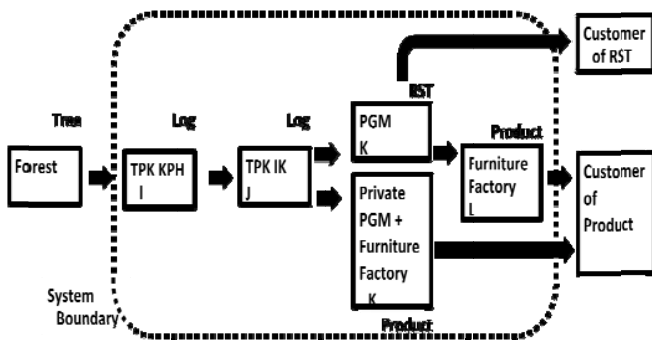 Customer
of RST
RST
Tree
Log
Log
PGM
K
Product
Forest
TPK KPH
I
TPK IK
J
Furniture
Factory
L
Customer
of
Product
Private
PGM +
Furniture
Factory
K
System
Boundary
Product